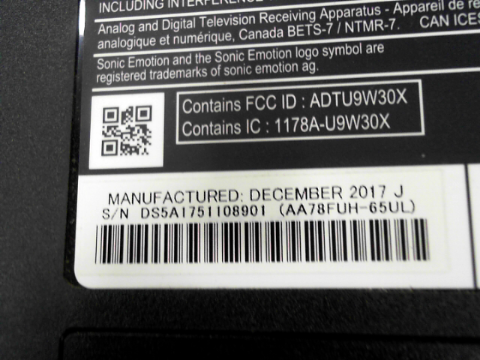 INCLUDING INTERFERENCE
Analog and Digital Television Receiving Apparatus - Appareil de
analogique et numérique, Canada BETS-7 / NTMR-7. CAN ICES
Sonic Emotion and the Sonic Emotion logo symbol are
registered trademarks of sonic emotion ag.
Contains FCC ID : ADTU9W30X
Contains IC : 1178A-U9W30X
MANUFACTURED: DECEMBER 2017 J
S/N DS5A1751108901 (AA78FUH-65UL)